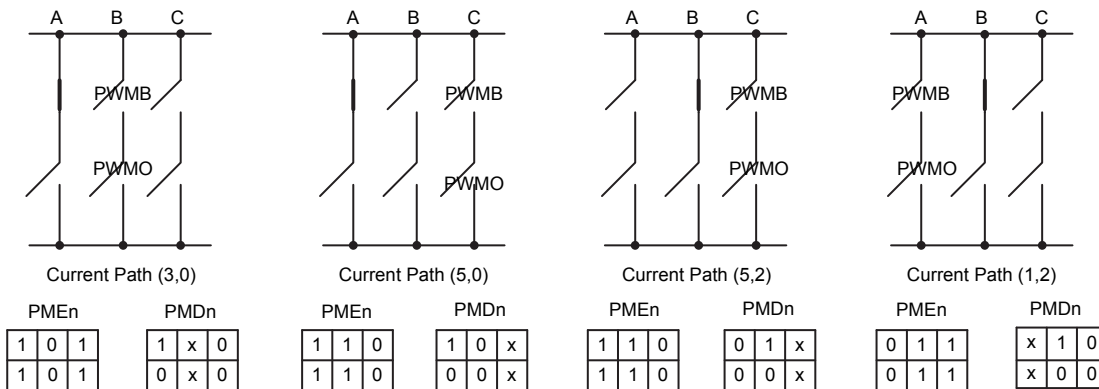 A B C A B C A B C A B C
PWMB PWMB PWMB PWMB
PWMO PWMO PWMO PWMO
Current Path (3,0) Current Path (5,0) Current Path (5,2) Current Path (1,2)
PMEn PMDn PMEn PMDn PMEn PMDn PMEn PMDn
1 0 1 1 x 0 1 1 0 1 0 x 1 1 0 0 1 x 0 1 1 x 1 0
1 0 1 0 x 0 1 1 0 0 0 x 1 1 0 0 0 x 0 1 1 x 0 0